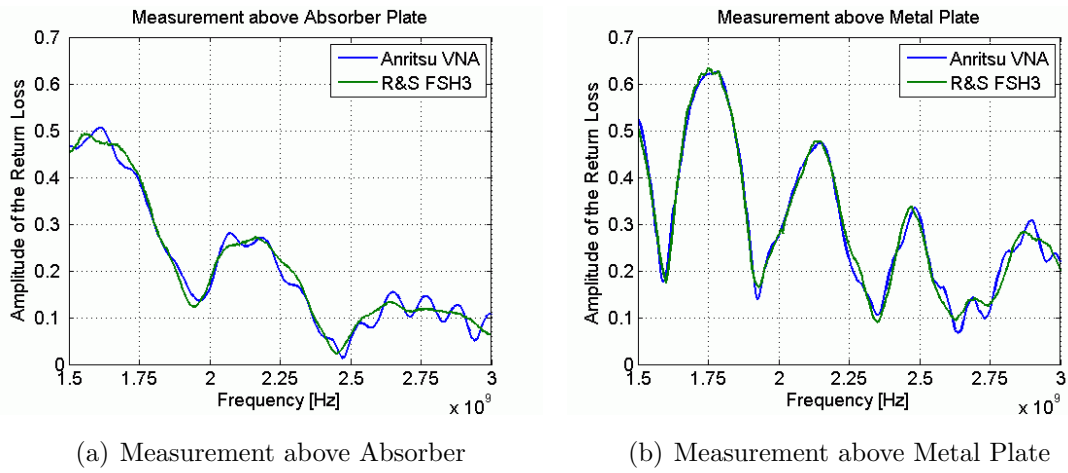 Measurement above Absorber Plate
Amplitude of the Return Loss
0.7
0.6
0.5
0.4
0.3
0.2
0.1
0
Anritsu VNA
R&S FSH3
1.5 1.75 2 2.25 2.5 2.75 3
Frequency [Hz]
x 10^9
(a) Measurement above Absorber
Measurement above Metal Plate
Amplitude of the Return Loss
0.7
0.6
0.5
0.4
0.3
0.2
0.1
0
Anritsu VNA
R&S FSH3
1.5 1.75 2 2.25 2.5 2.75 3
Frequency [Hz]
x 10^9
(b) Measurement above Metal Plate